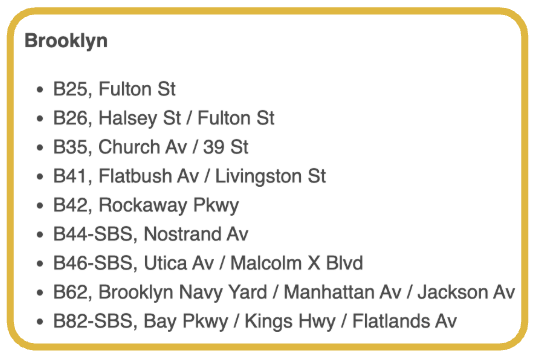 Brooklyn
• B25, Fulton St
• B26, Halsey St / Fulton St
• B35, Church Av / 39 St
• B41, Flatbush Av / Livingston St
• B42, Rockaway Pkwy
• B44-SBS, Nostrand Av
• B46-SBS, Utica Av / Malcolm X Blvd
• B62, Brooklyn Navy Yard / Manhattan Av / Jackson Av
• B82-SBS, Bay Pkwy / Kings Hwy / Flatlands Av